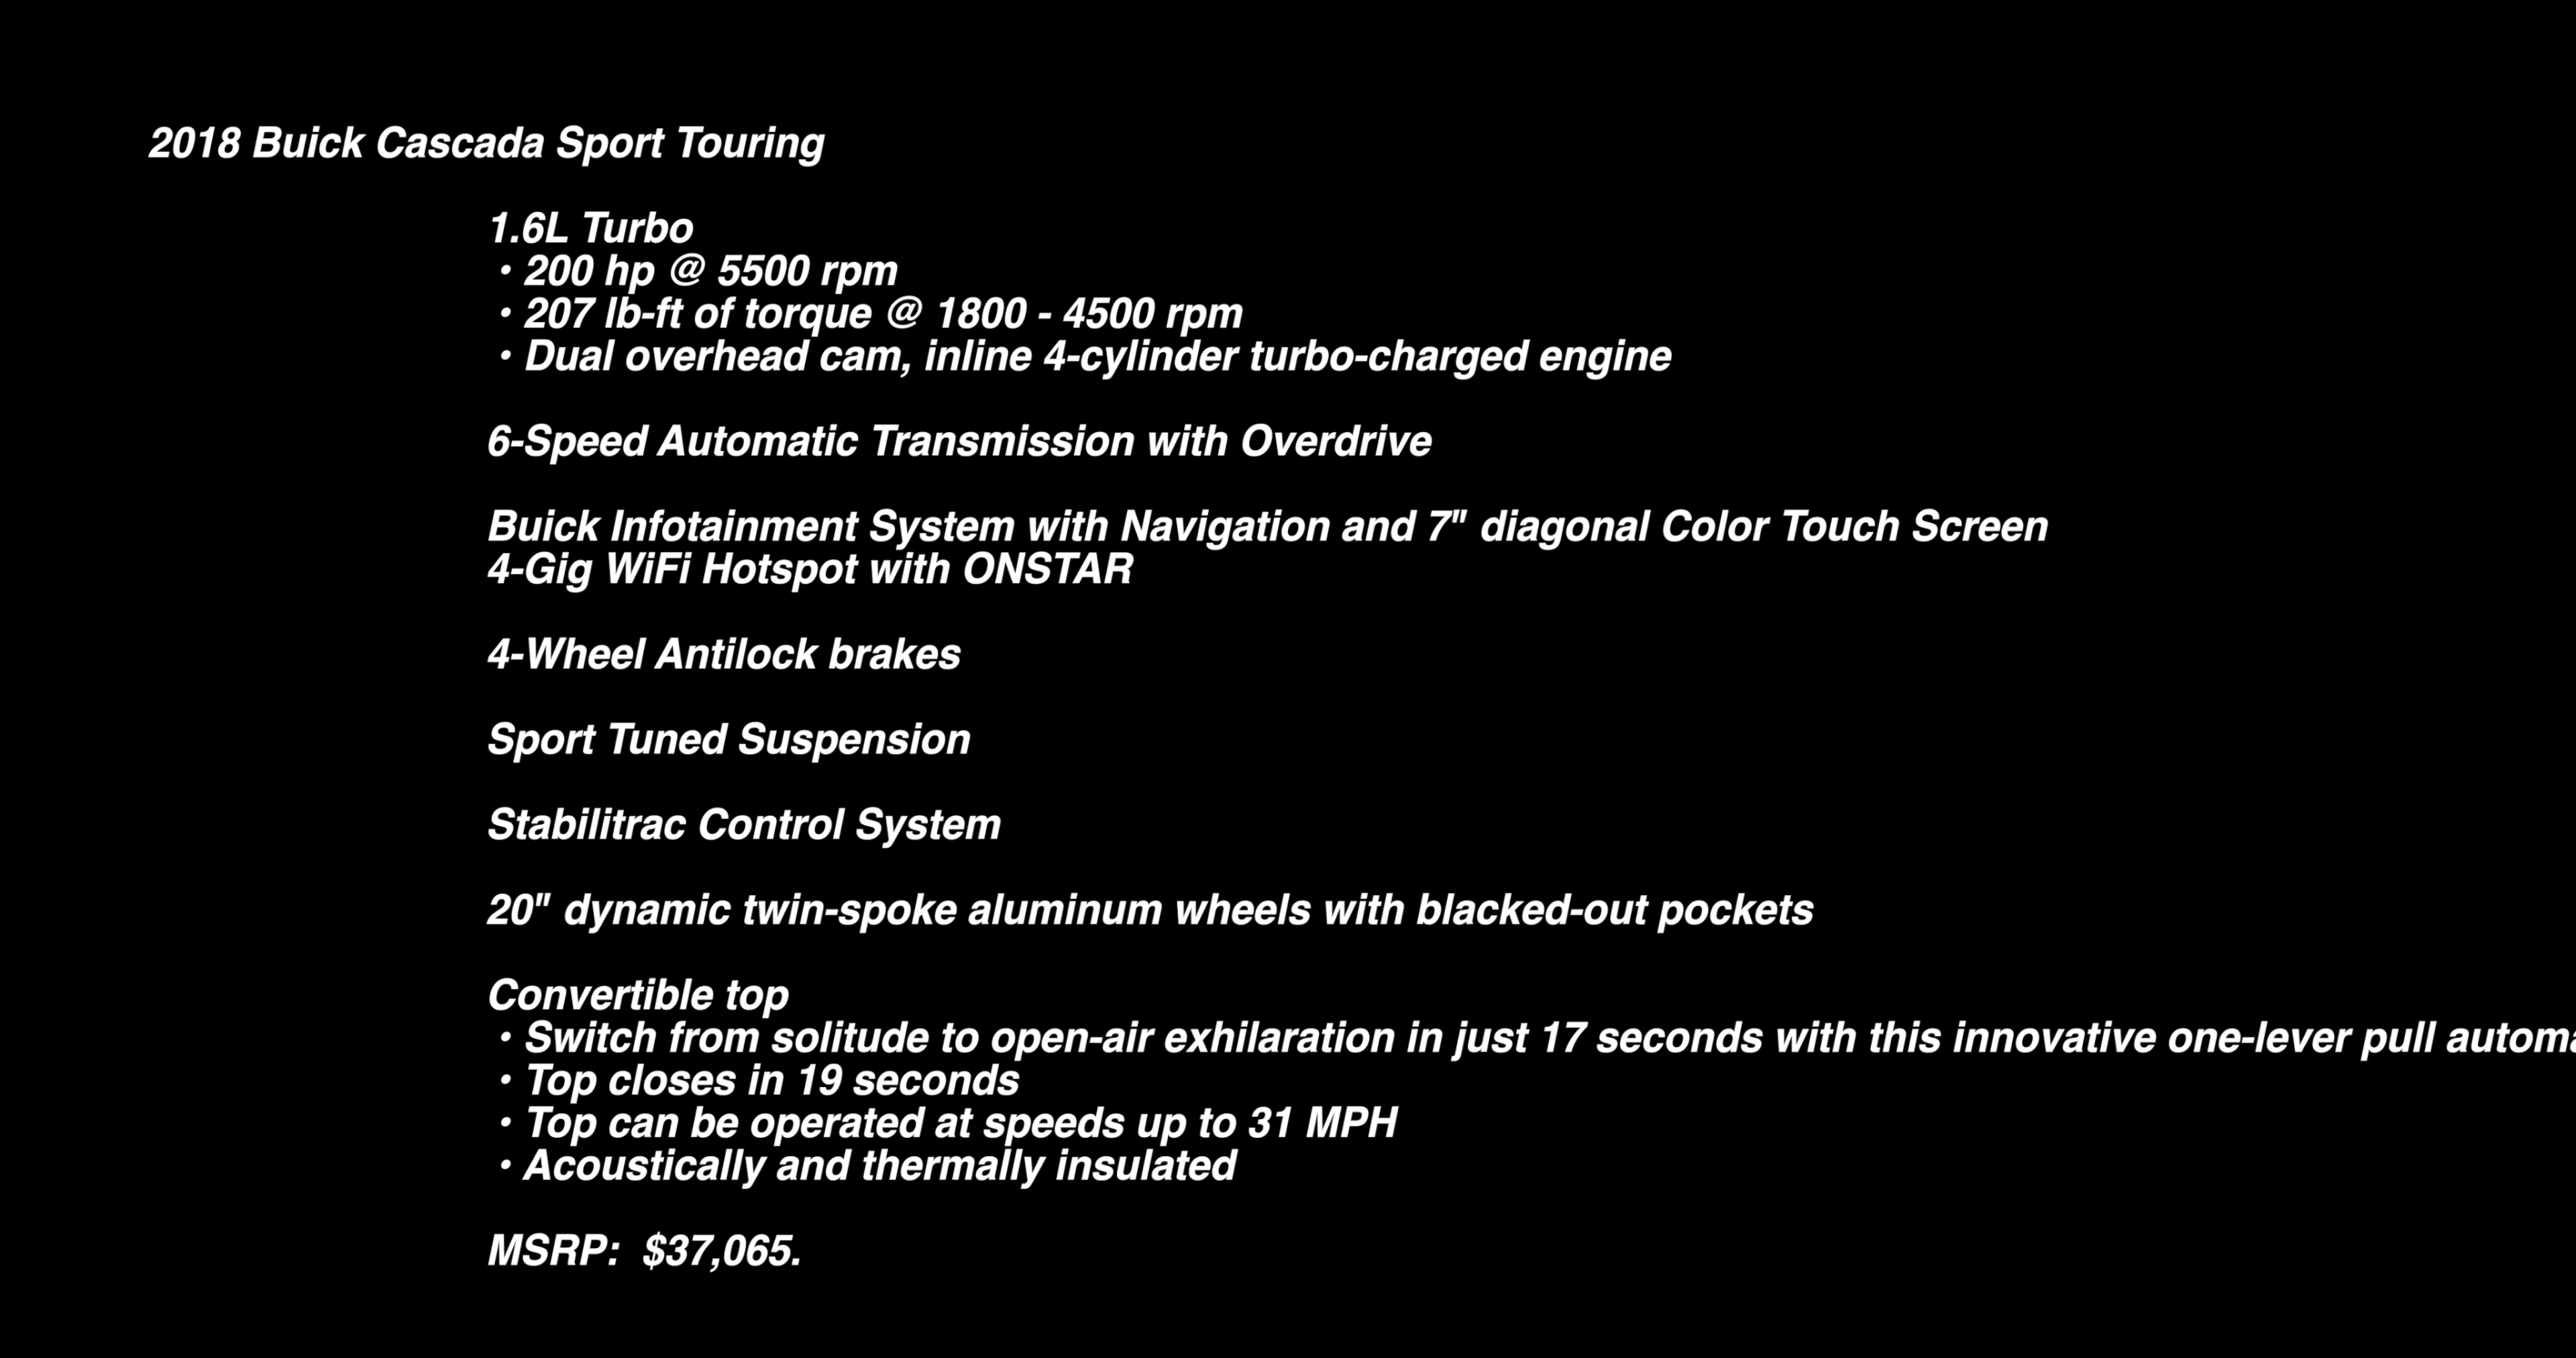 2018 Buick Cascada Sport Touring
1.6L Turbo
• 200 hp @ 5500 rpm
• 207 lb-ft of torque @ 1800 - 4500 rpm
• Dual overhead cam, inline 4-cylinder turbo-charged engine
6-Speed Automatic Transmission with Overdrive
Buick Infotainment System with Navigation and 7" diagonal Color Touch Screen
4-Gig WiFi Hotspot with ONSTAR
4-Wheel Antilock brakes
Sport Tuned Suspension
Stabilitrac Control System
20" dynamic twin-spoke aluminum wheels with blacked-out pockets
Convertible top
• Switch from solitude to open-air exhilaration in just 17 seconds with this innovative one-lever pull
• Top closes in 19 seconds
• Top can be operated at speeds up to 31 MPH
• Acoustically and thermally insulated
MSRP:  $37,065.